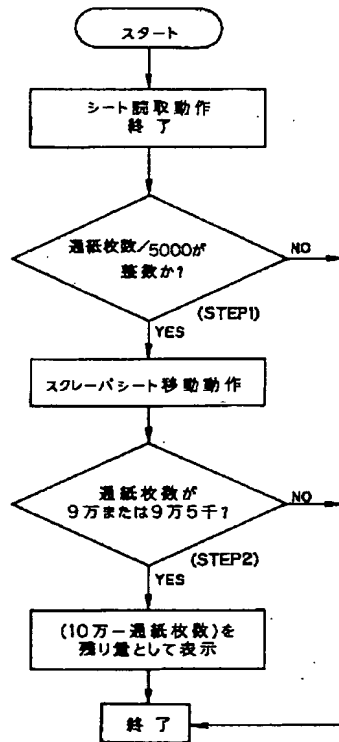 スタート
シート読取動作
終了
通紙枚数/5000が
整数か?
NO
(STEP1)
YES
スクレーパシート移動動作
通紙枚数が
9万または9万5千?
NO
(STEP2)
YES
(10万−通紙枚数)を
残り量として表示
終了